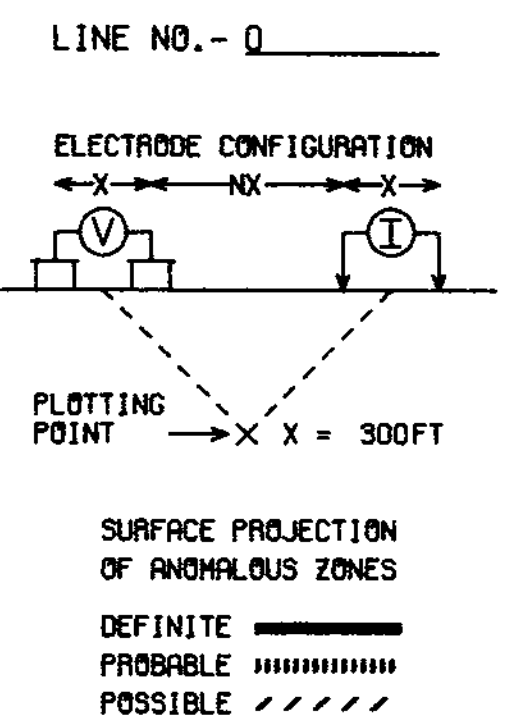 LINE NO.- 0
ELECTRODE CONFIGURATION
X NX X
V I
PLOTTING
POINT X X = 300FT
SURFACE PROJECTION
OF ANOMALOUS ZONES
DEFINITE
PROBABLE
POSSIBLE